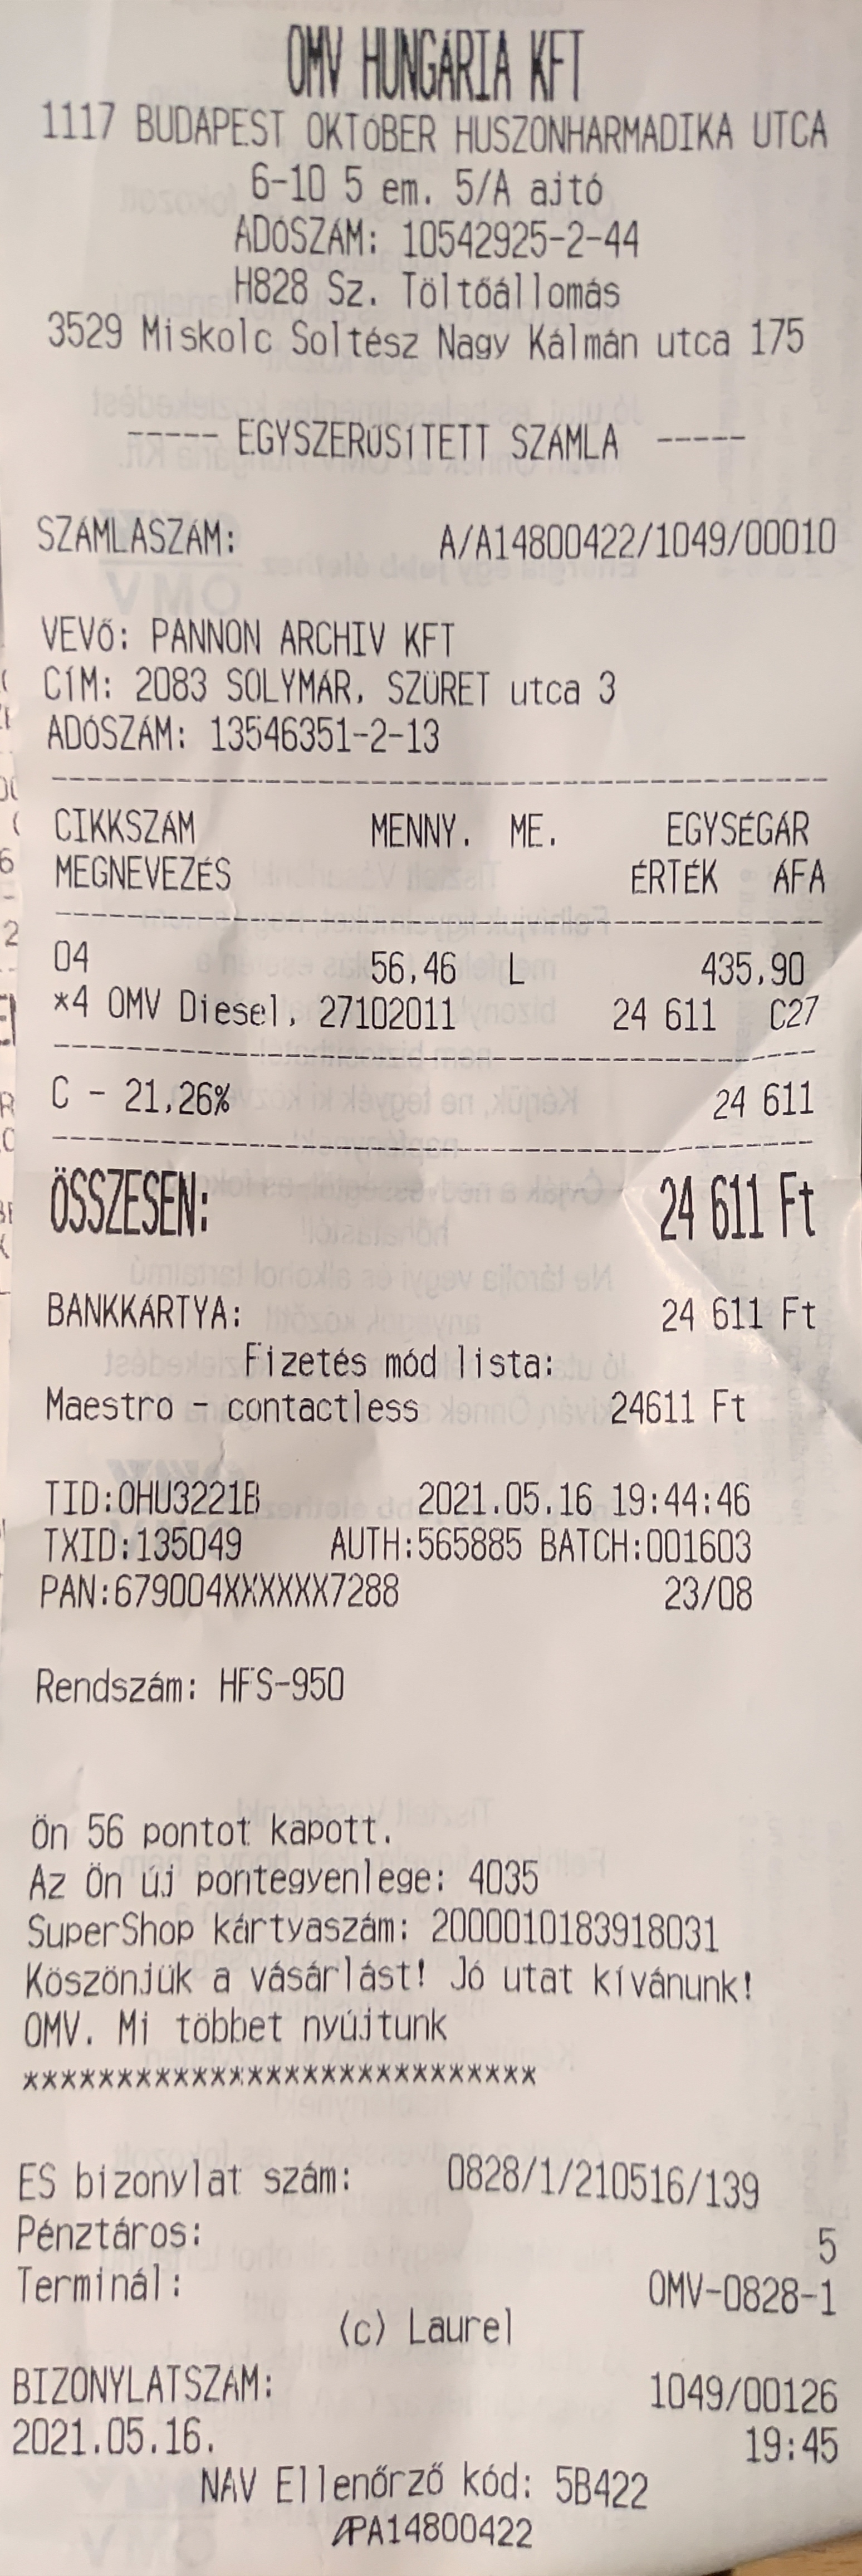 OMV HUNGÁRIA KFT
1117 BUDAPEST OKTÓBER HUSZONHARMADIKA UTCA
6-10 5 em. 5/A ajtó
ADÓSZÁM: 10542925-2-44
H828 Sz. Töltőállomás
3529 Miskolc Soltész Nagy Kálmán utca 175
----- EGYSZERŰSÍTETT SZÁMLA -----
SZÁMLASZÁM: A/A14800422/1049/00010
VEVŐ: PANNON ARCHIV KFT
CÍM: 2083 SOLYMÁR, SZÜRET utca 3
ADÓSZÁM: 13546351-2-13
CIKKSZÁM MENNY. ME. EGYSÉGÁR
MEGNEVEZÉS ÉRTÉK ÁFA
04 56,46 L 435,90
*4 OMV Diesel, 27102011 24 611 C27
C - 21,26% 24 611
ÖSSZESEN: 24 611 Ft
BANKKÁRTYA: 24 611 Ft
Fizetés mód lista:
Maestro - contactless 24611 Ft
TID:OHU3221B 2021.05.16 19:44:46
TXID:135049 AUTH:565885 BATCH:001603
PAN:679004XXXXXX7288 23/08
Rendszám: HFS-950
Ön 56 pontot kapott.
Az Ön új pontegyenlege: 4035
SuperShop kártyaszám: 2000010183918031
Köszönjük a vásárlást! Jó utat kívánunk!
OMV. Mi többet nyújtunk
****************************
ES bizonylat szám: 0828/1/210516/139
Pénztáros: 5
Terminál: OMV-0828-1
(c) Laurel
BIZONYLATSZÁM: 1049/00126
2021.05.16. 19:45
NAV Ellenőrző kód: 5B422
APA14800422